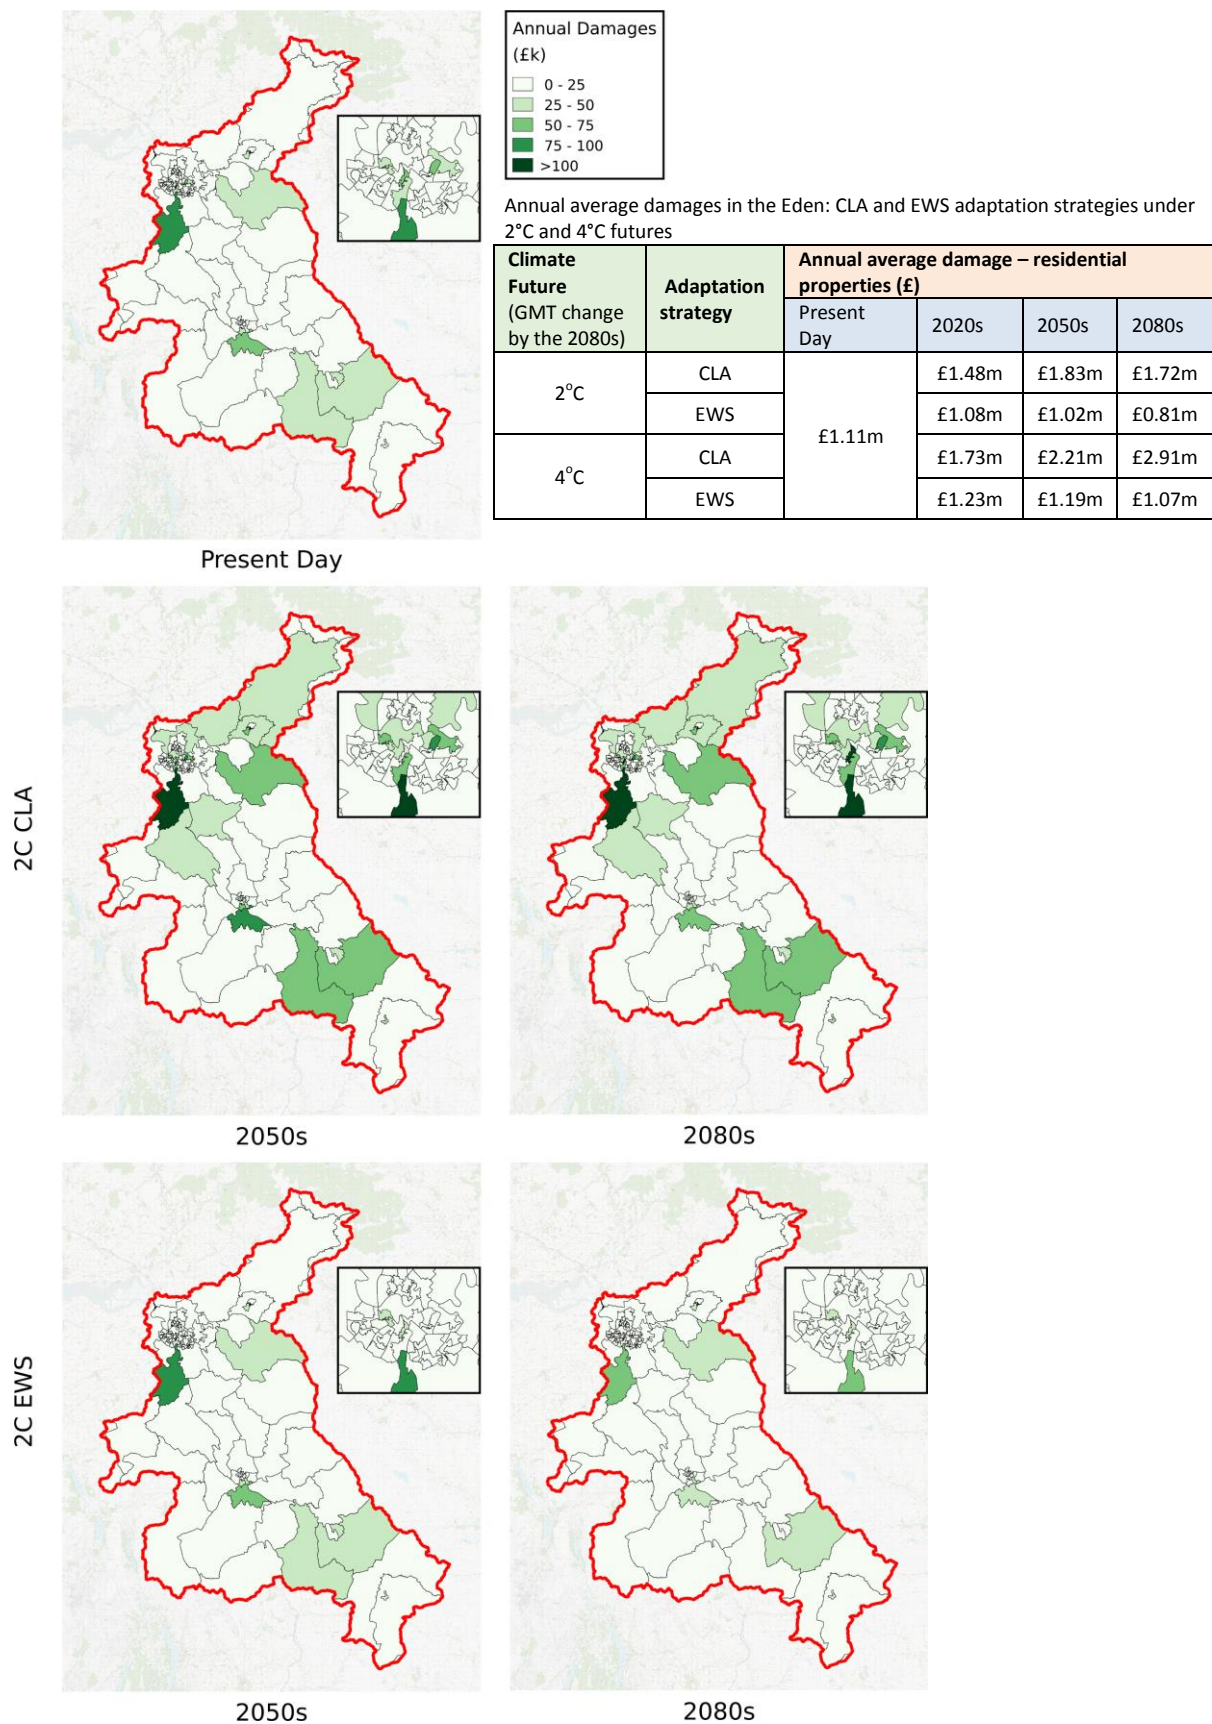 Annual Damages
(£k)
0 - 25
25 - 50
50 - 75
75 - 100
>100
Annual average damages in the Eden: CLA and EWS adaptation strategies under
2°C and 4°C futures
Climate
Future
(GMT change
by the 2080s)
Adaptation
strategy
Annual average damage – residential
properties (£)
Present
Day
2020s
2050s
2080s
2°C
CLA
£1.11m
£1.48m
£1.83m
£1.72m
EWS
£1.08m
£1.02m
£0.81m
4°C
CLA
£1.73m
£2.21m
£2.91m
EWS
£1.23m
£1.19m
£1.07m
Present Day
2C CLA
2050s
2080s
2C EWS
2050s
2080s